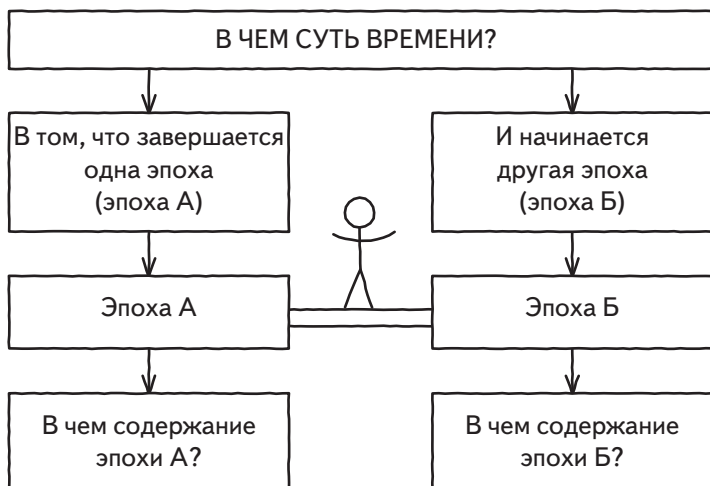 В ЧЕМ СУТЬ ВРЕМЕНИ?
В том, что завершается
одна эпоха
(эпоха А)
И начинается
другая эпоха
(эпоха Б)
Эпоха А
Эпоха Б
В чем содержание
эпохи А?
В чем содержание
эпохи Б?